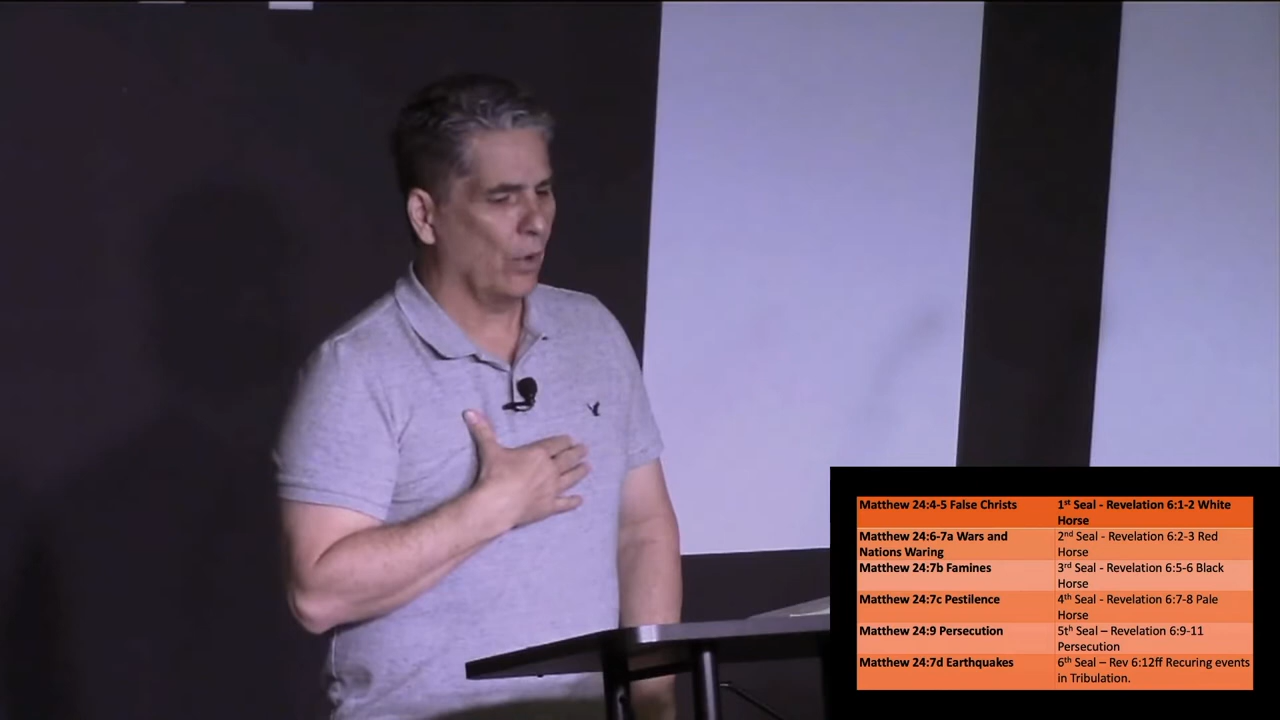 Matthew 24:4-5 False Christs
1st Seal - Revelation 6:1-2 White
Horse
Matthew 24:6-7a Wars and
Nations Waring
2nd Seal - Revelation 6:2-3 Red
Horse
Matthew 24:7b Famines
3rd Seal - Revelation 6:5-6 Black
Horse
Matthew 24:7c Pestilence
4th Seal - Revelation 6:7-8 Pale
Horse
Matthew 24:9 Persecution
5th Seal – Revelation 6:9-11
Persecution
Matthew 24:7d Earthquakes
6th Seal – Rev 6:12ff Recuring events
in Tribulation.